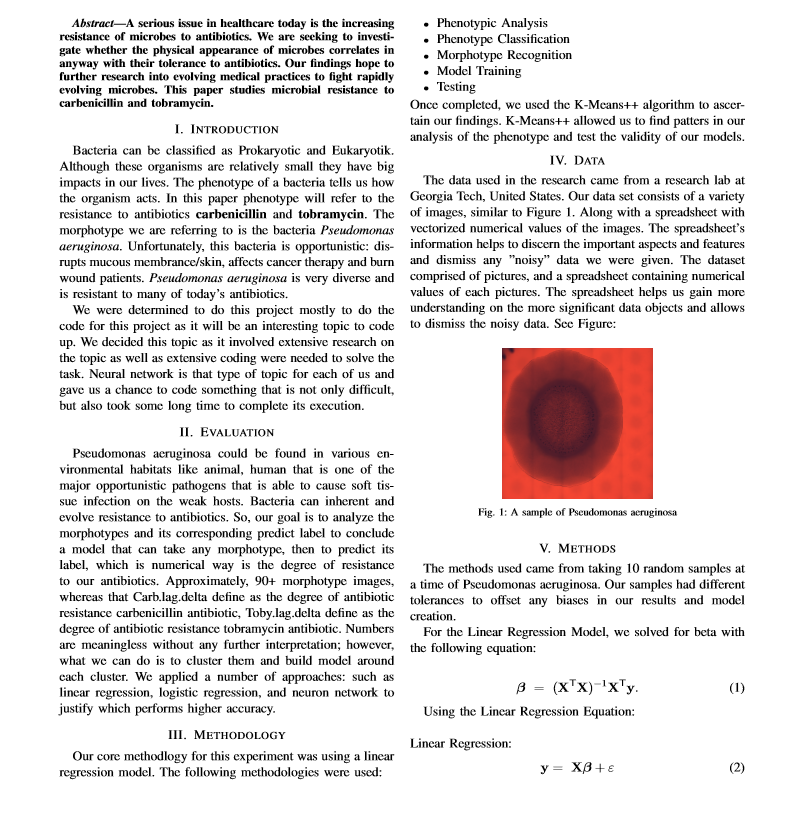 Abstract—A serious issue in healthcare today is the increasing
resistance of microbes to antibiotics. We are seeking to investi-
gate whether the physical appearance of microbes correlates in
anyway with their tolerance to antibiotics. Our findings hope to
further research into evolving medical practices to fight rapidly
evolving microbes. This paper studies microbial resistance to
carbenicillin and tobramycin.
I. INTRODUCTION
Bacteria can be classified as Prokaryotic and Eukaryotik.
Although these organisms are relatively small they have big
impacts in our lives. The phenotype of a bacteria tells us how
the organism acts. In this paper phenotype will refer to the
resistance to antibiotics carbenicillin and tobramycin. The
morphotype we are referring to is the bacteria Pseudomonas
aeruginosa. Unfortunately, this bacteria is opportunistic: dis-
rupts mucous membrance/skin, affects cancer therapy and burn
wound patients. Pseudomonas aeruginosa is very diverse and
is resistant to many of today's antibiotics.
We were determined to do this project mostly to do the
code for this project as it will be an interesting topic to code
up. We decided this topic as it involved extensive research on
the topic as well as extensive coding were needed to solve the
task. Neural network is that type of topic for each of us and
gave us a chance to code something that is not only difficult,
but also took some long time to complete its execution.
II. EVALUATION
Pseudomonas aeruginosa could be found in various en-
vironmental habitats like animal, human that is one of the
major opportunistic pathogens that is able to cause soft tis-
sue infection on the weak hosts. Bacteria can inherent and
evolve resistance to antibiotics. So, our goal is to analyze the
morphotypes and its corresponding predict label to conclude
a model that can take any morphotype, then to predict its
label, which is numerical way is the degree of resistance
to our antibiotics. Approximately, 90+ morphotype images,
whereas that Carb.lag.delta define as the degree of antibiotic
resistance carbenicillin antibiotic, Toby.lag.delta define as the
degree of antibiotic resistance tobramycin antibiotic. Numbers
are meaningless without any further interpretation; however,
what we can do is to cluster them and build model around
each cluster. We applied a number of approaches: such as
linear regression, logistic regression, and neuron network to
justify which performs higher accuracy.
III. METHODOLOGY
Our core methodlogy for this experiment was using a linear
regression model. The following methodologies were used:
• Phenotypic Analysis
• Phenotype Classification
• Morphotype Recognition
• Model Training
• Testing
Once completed, we used the K-Means++ algorithm to ascer-
tain our findings. K-Means++ allowed us to find patters in our
analysis of the phenotype and test the validity of our models.
IV. DATA
The data used in the research came from a research lab at
Georgia Tech, United States. Our data set consists of a variety
of images, similar to Figure 1. Along with a spreadsheet with
vectorized numerical values of the images. The spreadsheet's
information helps to discern the important aspects and features
and dismiss any ”noisy” data we were given. The dataset
comprised of pictures, and a spreadsheet containing numerical
values of each pictures. The spreadsheet helps us gain more
understanding on the more significant data objects and allows
to dismiss the noisy data. See Figure:
Fig. 1: A sample of Pseudomonas aeruginosa
V. METHODS
The methods used came from taking 10 random samples at
a time of Pseudomonas aeruginosa. Our samples had different
tolerances to offset any biases in our results and model
creation.
For the Linear Regression Model, we solved for beta with
the following equation:
β = (XᵀX)⁻¹Xᵀy. (1)
Using the Linear Regression Equation:
Linear Regression:
y = Xβ + ε (2)